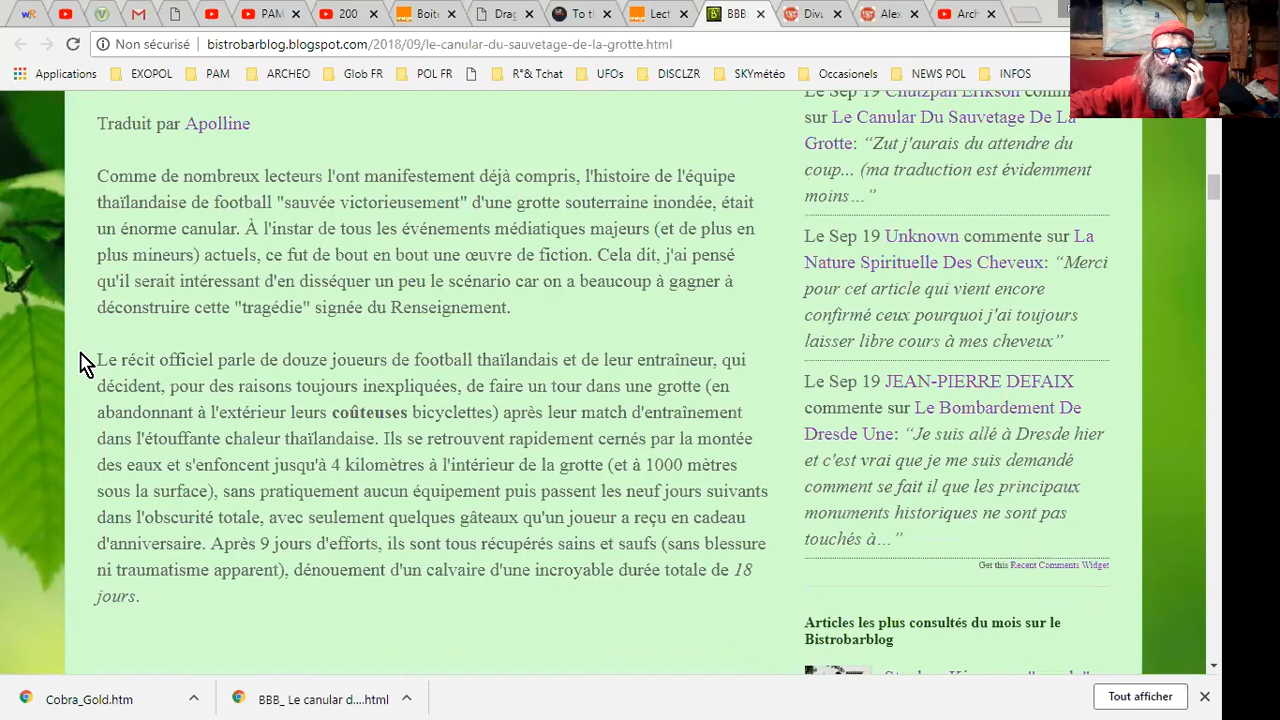 PAM
200
Boite
Drag
To th
Lect
BBB
Divu
Alex
Arch
Non sécurisé
bistrobarblog.blogspot.com/2018/09/le-canular-du-sauvetage-de-la-grotte.html
Applications EXOPOL PAM ARCHEO Glob FR POL FR R°& Tchat UFOs DISCLZR SKYmétéo Occasionels NEWS POL INFOS
Traduit par Apolline
Comme de nombreux lecteurs l'ont manifestement déjà compris, l'histoire de l'équipe
thaïlandaise de football "sauvée victorieusement" d'une grotte souterraine inondée, était
un énorme canular. À l'instar de tous les événements médiatiques majeurs (et de plus en
plus mineurs) actuels, ce fut de bout en bout une œuvre de fiction. Cela dit, j'ai pensé
qu'il serait intéressant d'en disséquer un peu le scénario car on a beaucoup à gagner à
déconstruire cette "tragédie" signée du Renseignement.
Le récit officiel parle de douze joueurs de football thaïlandais et de leur entraîneur, qui
décident, pour des raisons toujours inexpliquées, de faire un tour dans une grotte (en
abandonnant à l'extérieur leurs coûteuses bicyclettes) après leur match d'entraînement
dans l'étouffante chaleur thaïlandaise. Ils se retrouvent rapidement cernés par la montée
des eaux et s'enfoncent jusqu'à 4 kilomètres à l'intérieur de la grotte (et à 1000 mètres
sous la surface), sans pratiquement aucun équipement puis passent les neuf jours suivants
dans l'obscurité totale, avec seulement quelques gâteaux qu'un joueur a reçu en cadeau
d'anniversaire. Après 9 jours d'efforts, ils sont tous récupérés sains et saufs (sans blessure
ni traumatisme apparent), dénouement d'un calvaire d'une incroyable durée totale de 18
jours.
Le Sep 19 Chutzpah Erikson comm
sur Le Canular Du Sauvetage De La
Grotte: “Zut j'aurais du attendre du
coup... (ma traduction est évidemment
moins…”
Le Sep 19 Unknown commente sur La
Nature Spirituelle Des Cheveux: “Merci
pour cet article qui vient encore
confirmé ceux pourquoi j'ai toujours
laisser libre cours à mes cheveux”
Le Sep 19 JEAN-PIERRE DEFAIX
commente sur Le Bombardement De
Dresde Une: “Je suis allé à Dresde hier
et c'est vrai que je me suis demandé
comment se fait il que les principaux
monuments historiques ne sont pas
touchés à…”
Get this Recent Comments Widget
Articles les plus consultés du mois sur le
Bistrobarblog
Cobra_Gold.htm
BBB_ Le canular d....html
Tout afficher